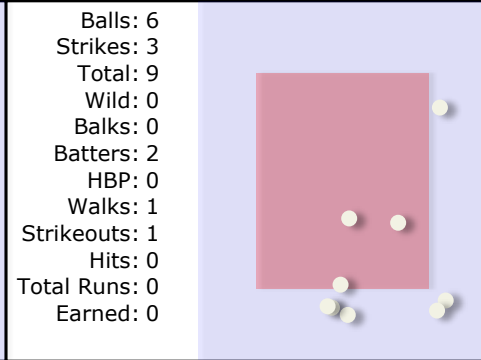 Balls: 6
Strikes: 3
Total: 9
Wild: 0
Balks: 0
Batters: 2
HBP: 0
Walks: 1
Strikeouts: 1
Hits: 0
Total Runs: 0
Earned: 0